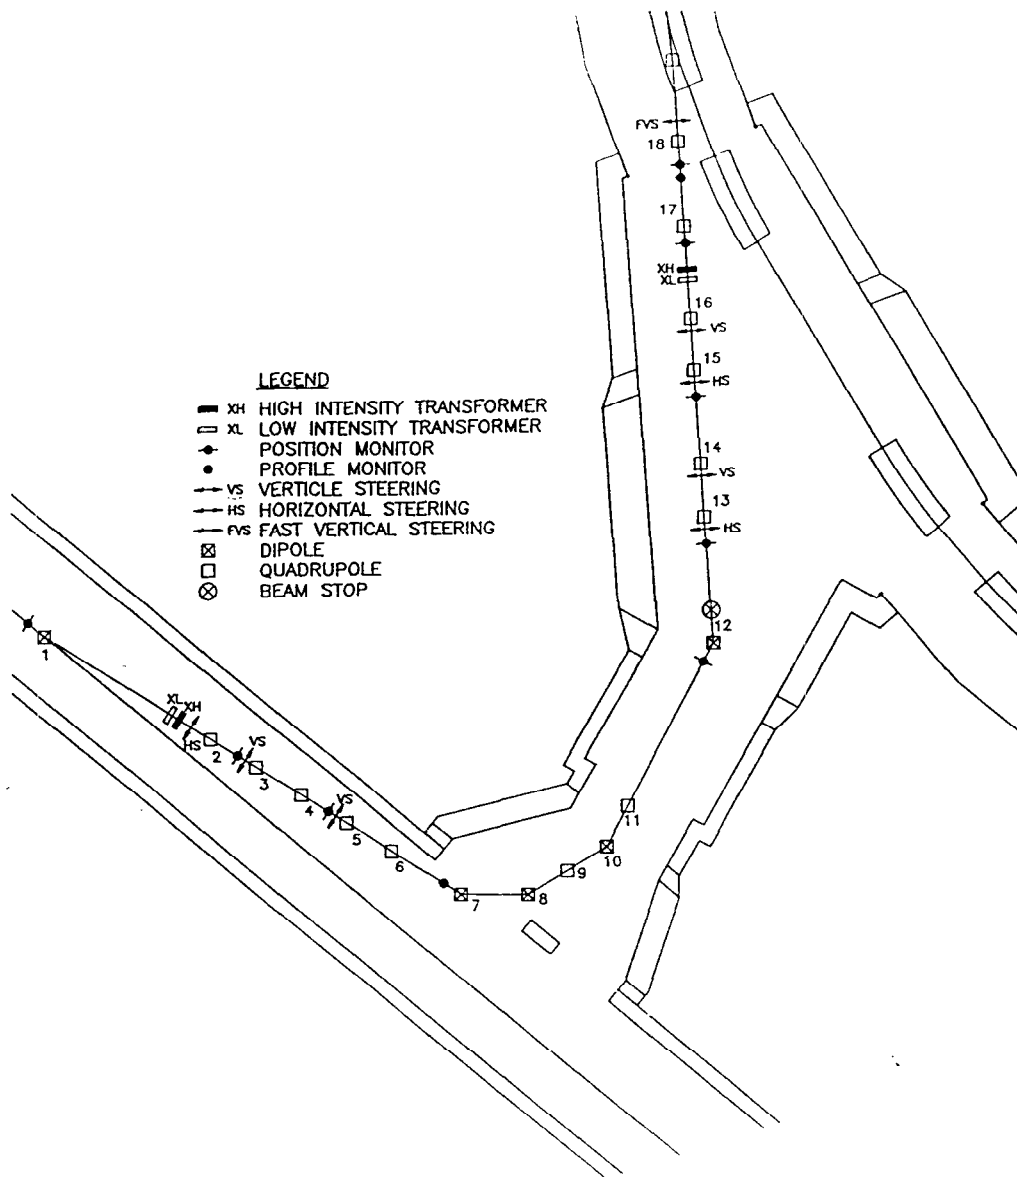 FVS
18
17
XH
XL
16
VS
15
HS
LEGEND
XH HIGH INTENSITY TRANSFORMER
XL LOW INTENSITY TRANSFORMER
POSITION MONITOR
PROFILE MONITOR
VS VERTICLE STEERING
HS HORIZONTAL STEERING
FVS FAST VERTICAL STEERING
DIPOLE
QUADRUPOLE
BEAM STOP
14
VS
13
HS
12
1
XL
XH
HS
2
VS
3
4
VS
5
6
7
8
9
10
11